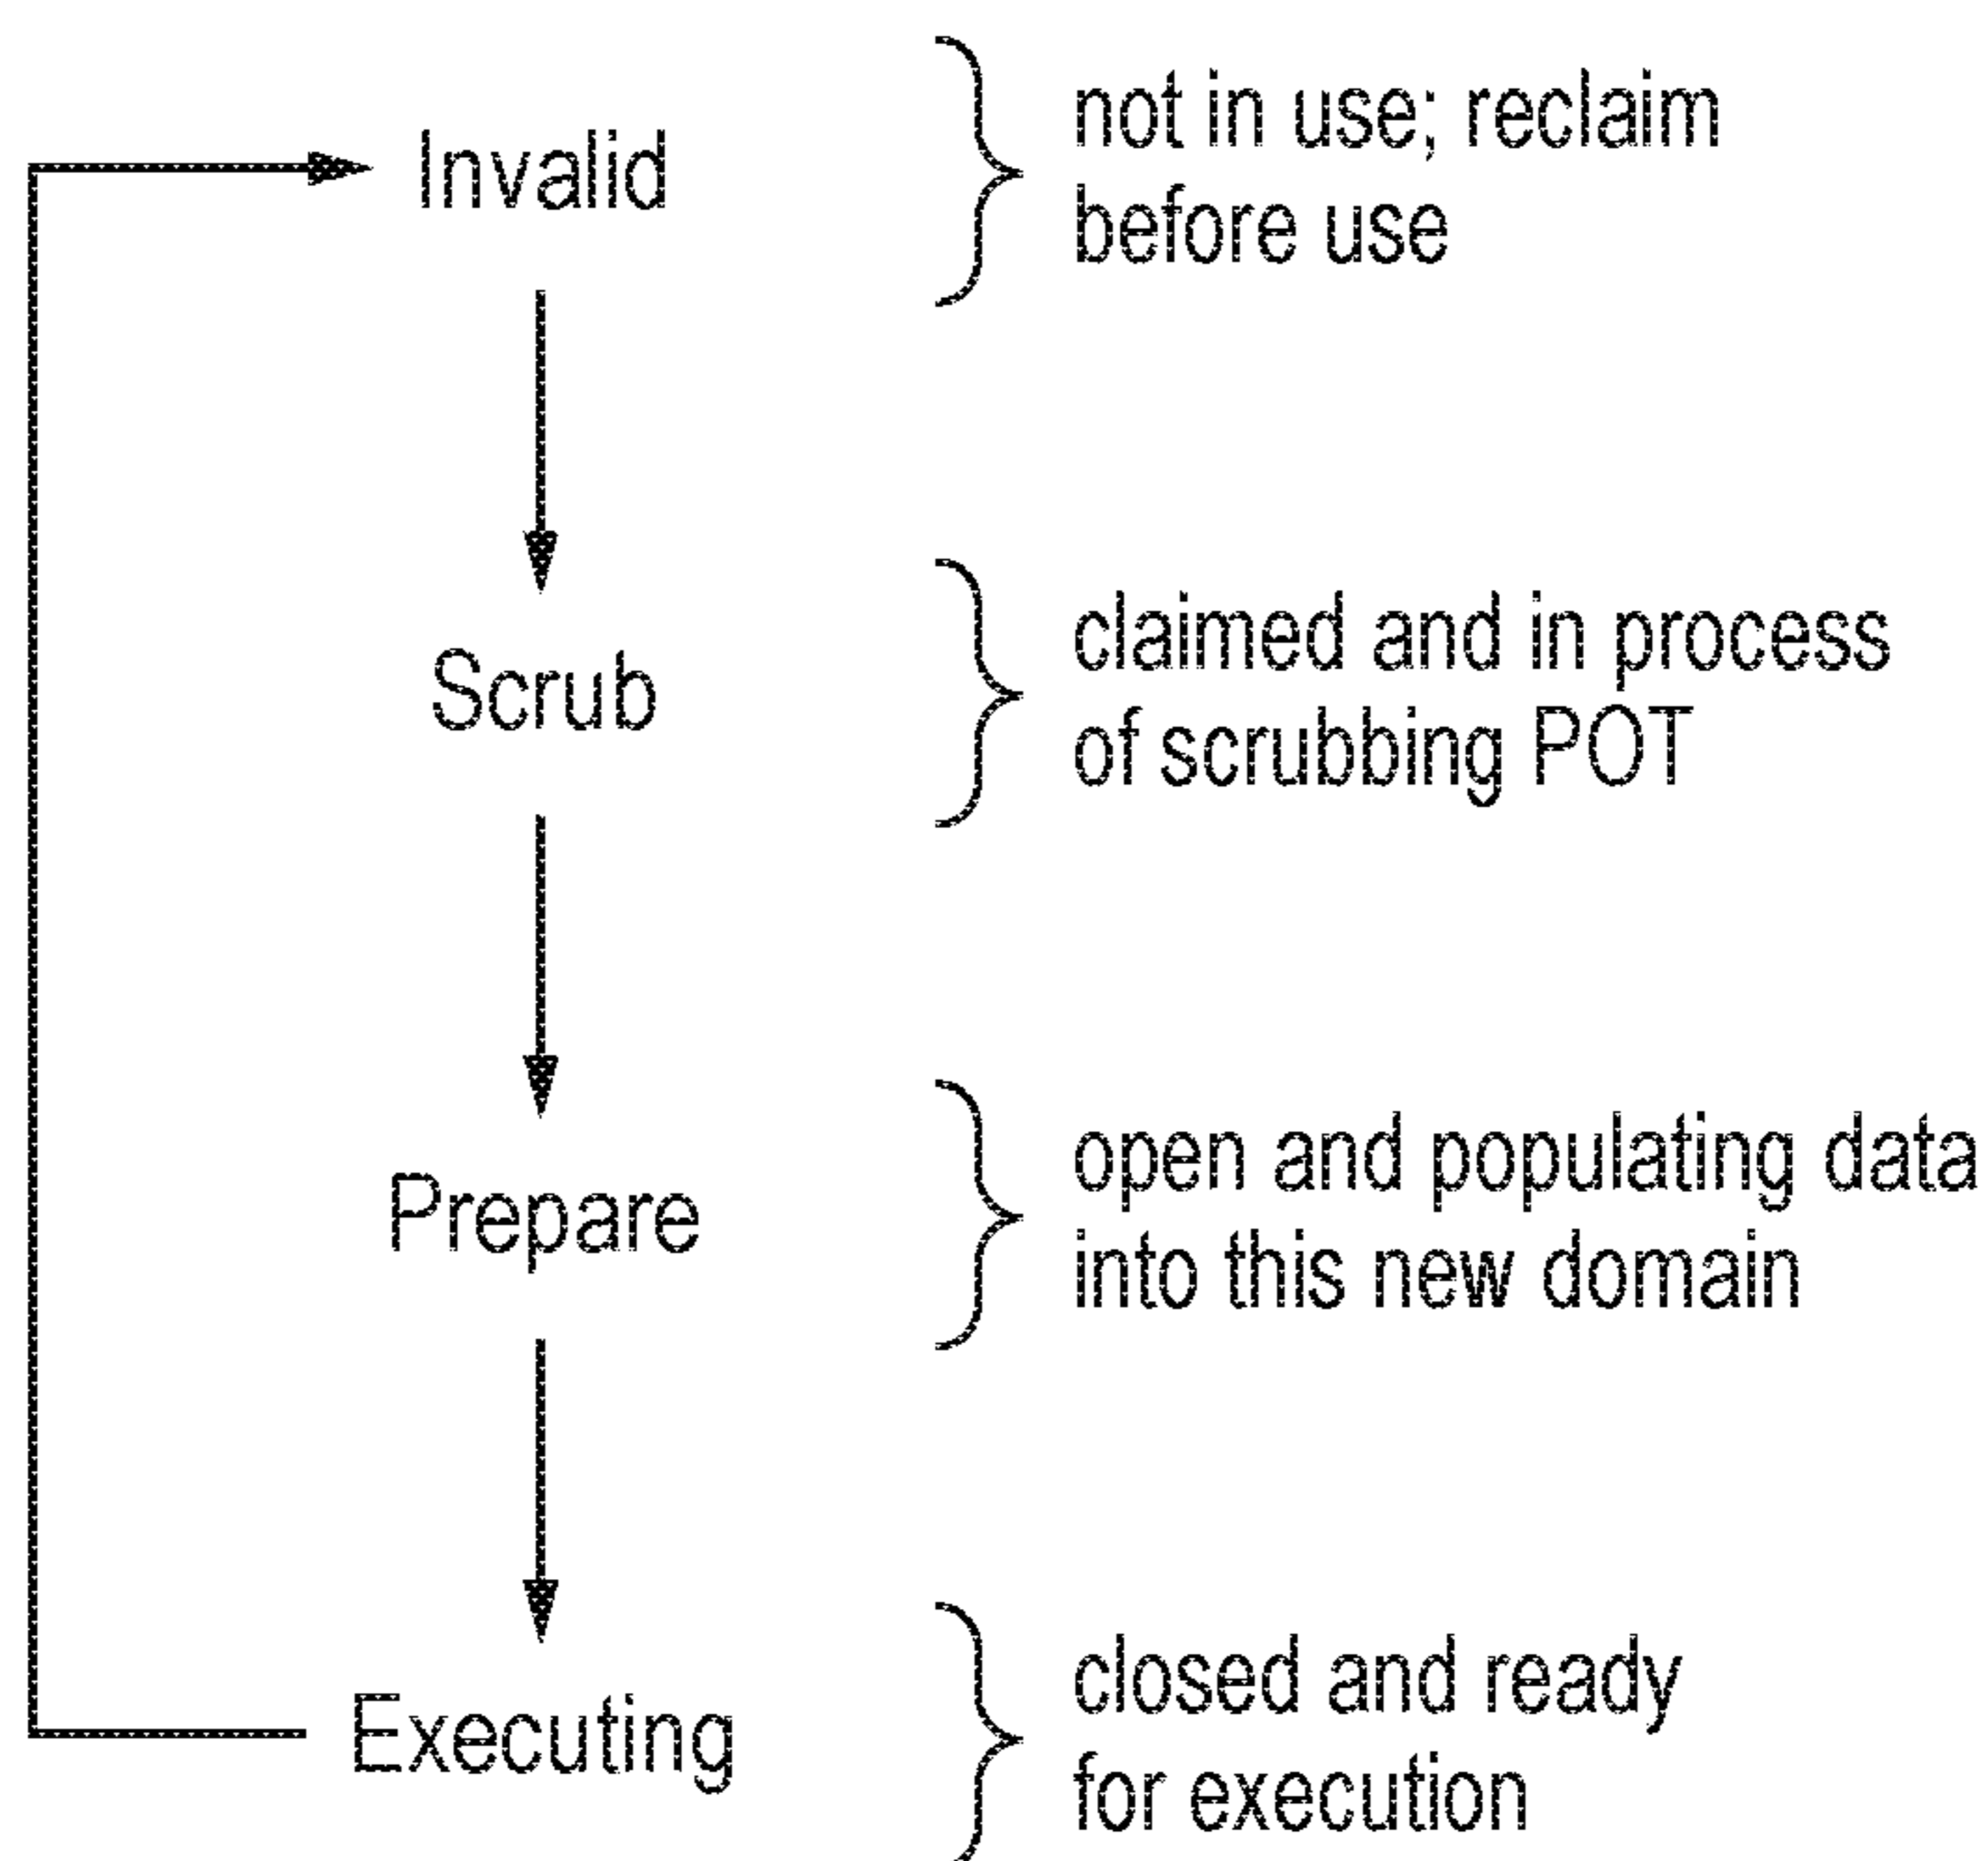 Invalid
not in use; reclaim
before use
Scrub
claimed and in process
of scrubbing POT
Prepare
open and populating data
into this new domain
Executing
closed and ready
for execution